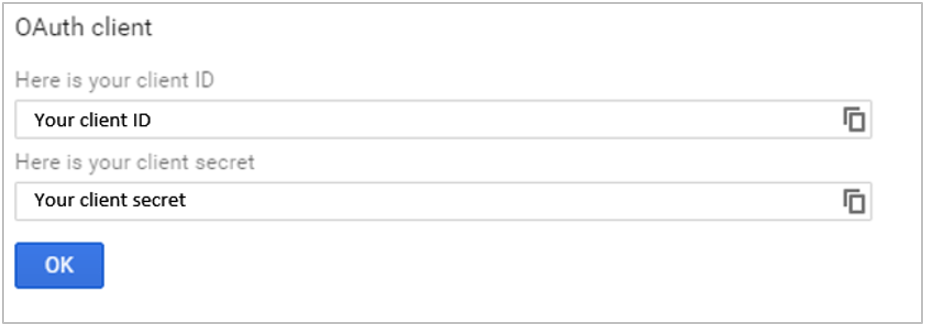 OAuth client
Here is your client ID
Your client ID
Here is your client secret
Your client secret
OK